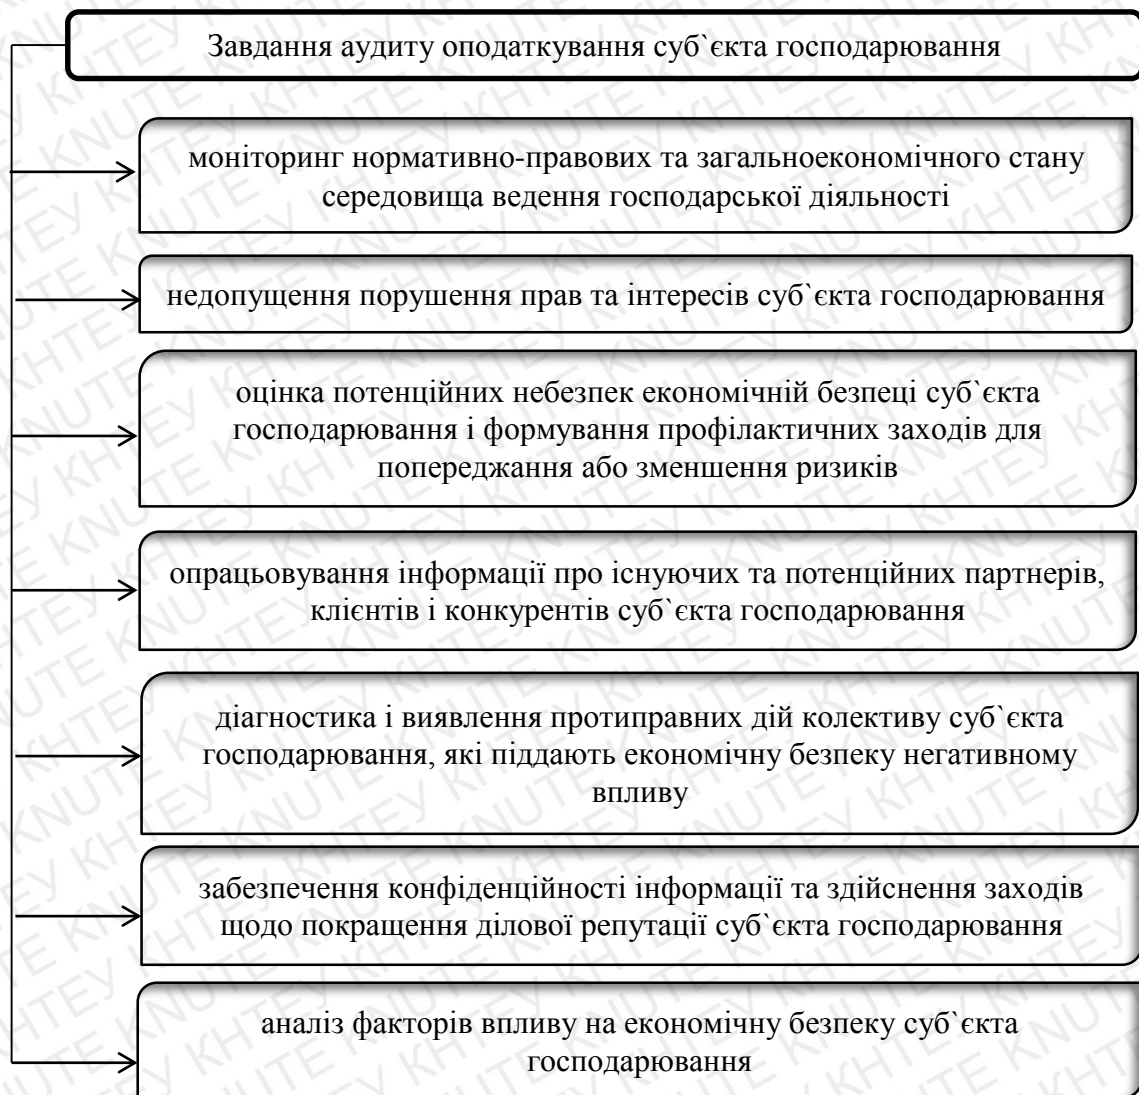 Завдання аудиту оподаткування суб`єкта господарювання
моніторинг нормативно-правових та загальноекономічного стану
середовища ведення господарської діяльності
недопущення порушення прав та інтересів суб`єкта господарювання
оцінка потенційних небезпек економічній безпеці суб`єкта
господарювання і формування профілактичних заходів для
попереджання або зменшення ризиків
опрацьовування інформації про існуючих та потенційних партнерів,
клієнтів і конкурентів суб`єкта господарювання
діагностика і виявлення протиправних дій колективу суб`єкта
господарювання, які піддають економічну безпеку негативному
впливу
забезпечення конфіденційності інформації та здійснення заходів
щодо покращення ділової репутації суб`єкта господарювання
аналіз факторів впливу на економічну безпеку суб`єкта
господарювання